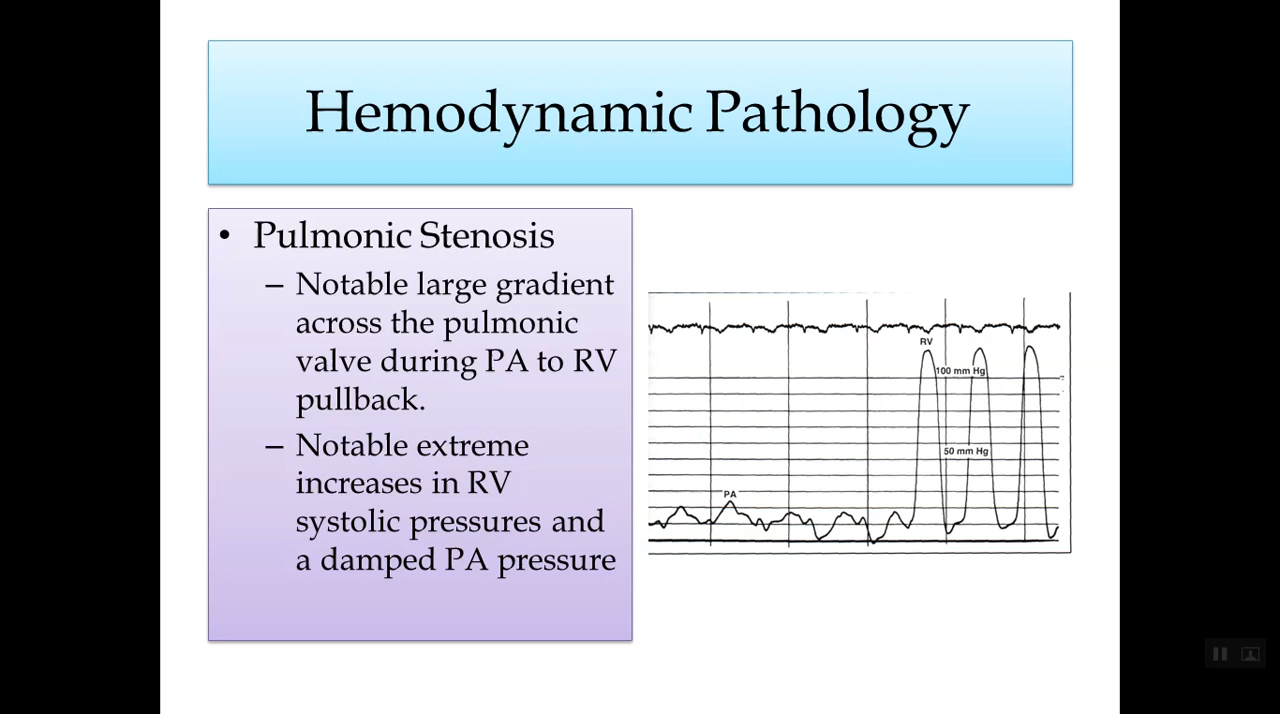 Hemodynamic Pathology
• Pulmonic Stenosis
– Notable large gradient
across the pulmonic
valve during PA to RV
pullback.
– Notable extreme
increases in RV
systolic pressures and
a damped PA pressure
RV
100 mm Hg
50 mm Hg
PA